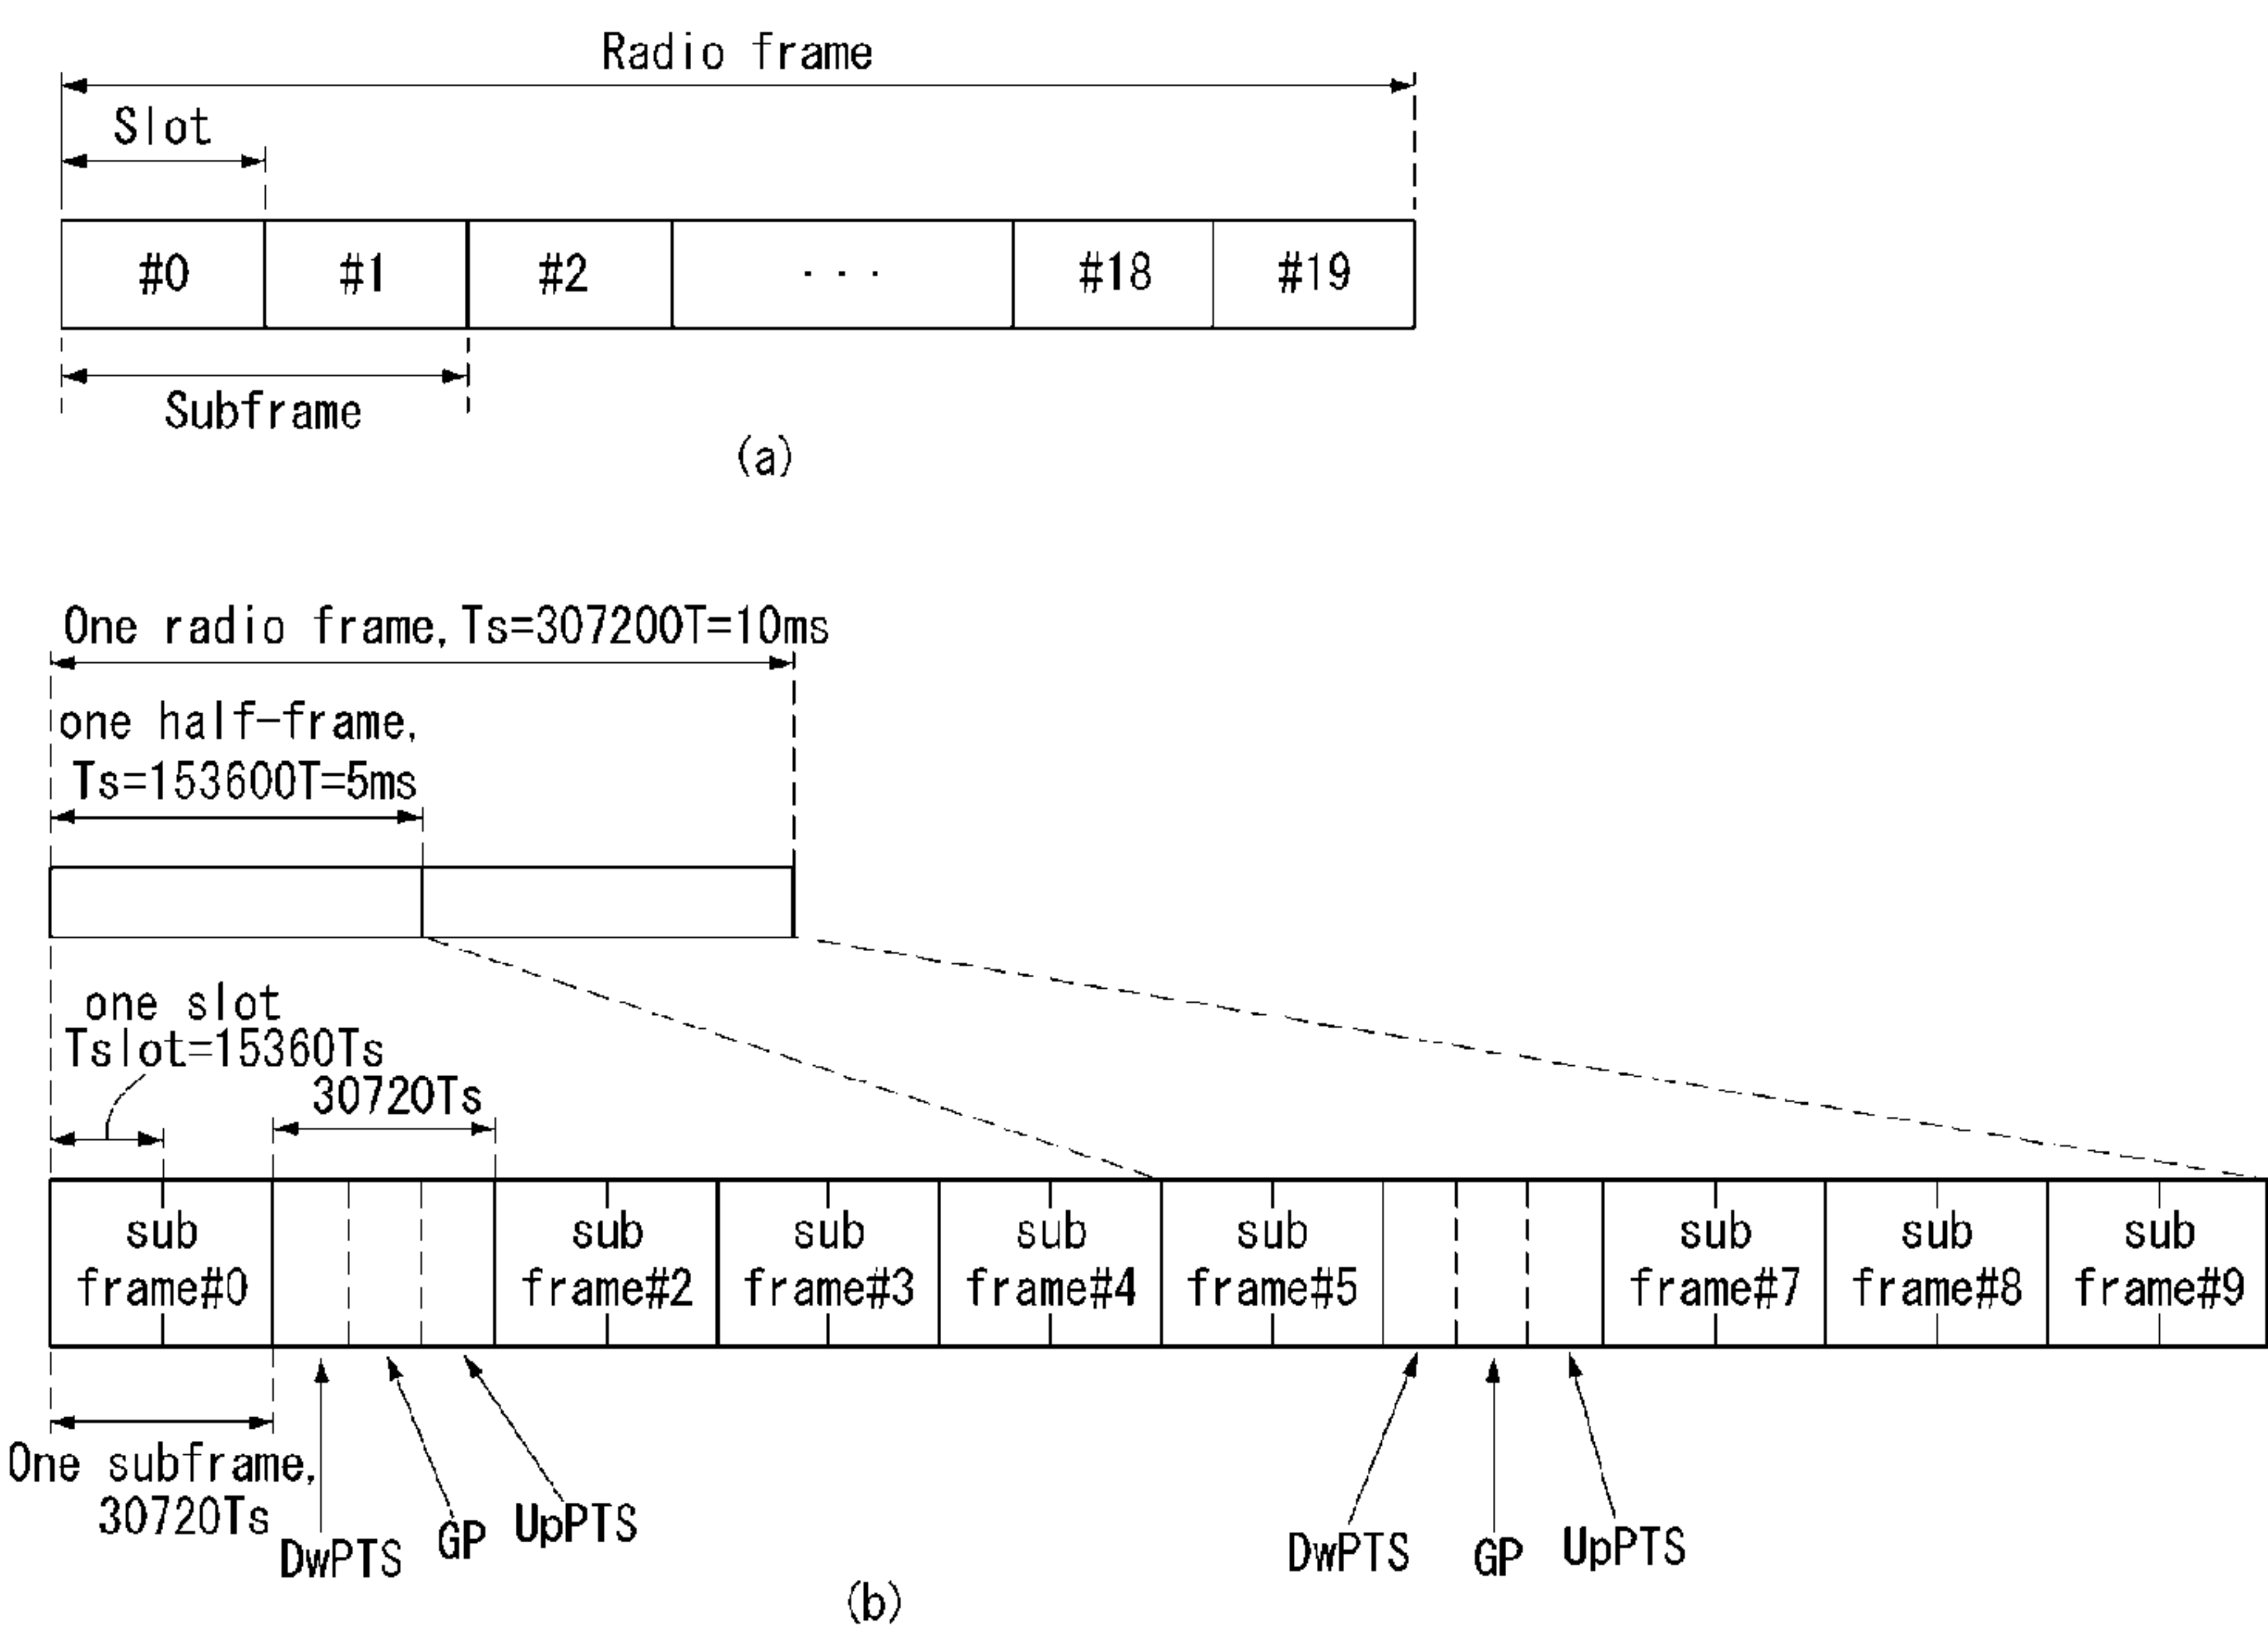 Radio frame
Slot
#0 #1 #2 ... #18 #19
Subframe
(a)
One radio frame, Ts=307200T=10ms
one half-frame,
Ts=153600T=5ms
one slot
Tslot=15360Ts
30720Ts
sub sub sub sub sub sub sub sub
frame#0 frame#2 frame#3 frame#4 frame#5 frame#7 frame#8 frame#9
One subframe,
30720Ts
DwPTS GP UpPTS DwPTS GP UpPTS
(b)